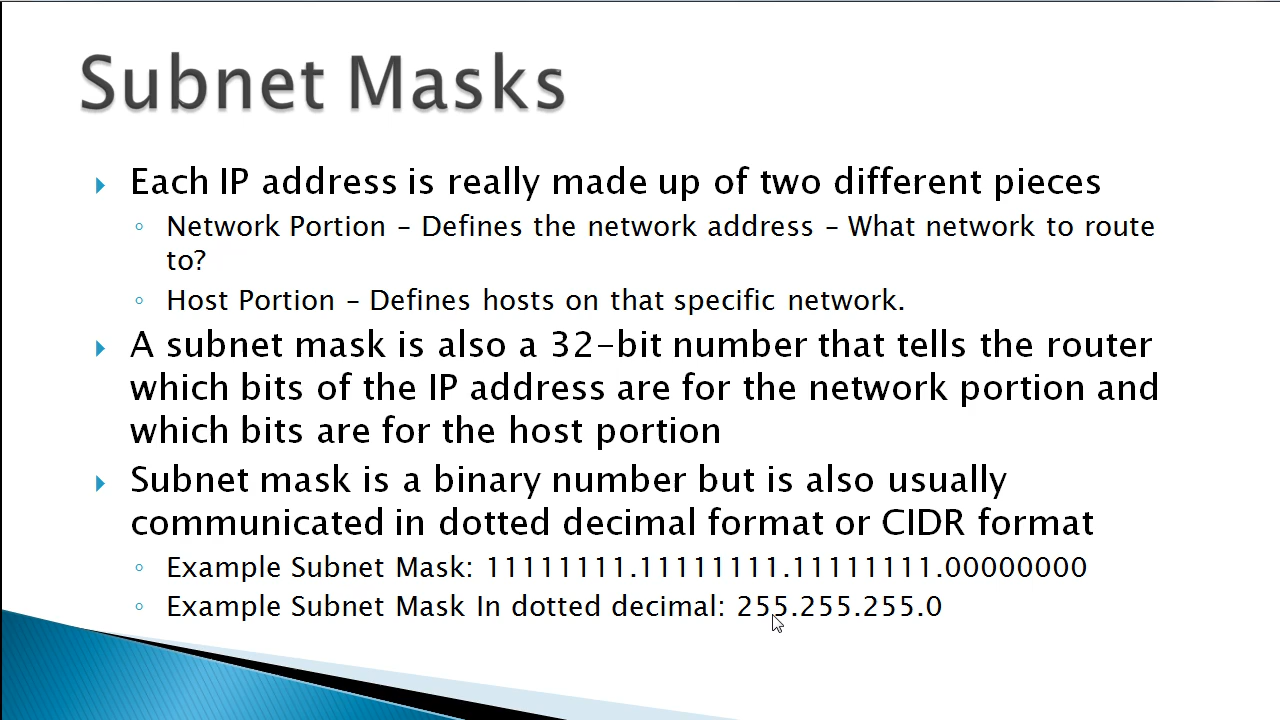 Subnet Masks
Each IP address is really made up of two different pieces
Network Portion – Defines the network address – What network to route
to?
Host Portion – Defines hosts on that specific network.
A subnet mask is also a 32-bit number that tells the router
which bits of the IP address are for the network portion and
which bits are for the host portion
Subnet mask is a binary number but is also usually
communicated in dotted decimal format or CIDR format
Example Subnet Mask: 11111111.11111111.11111111.00000000
Example Subnet Mask In dotted decimal: 255.255.255.0